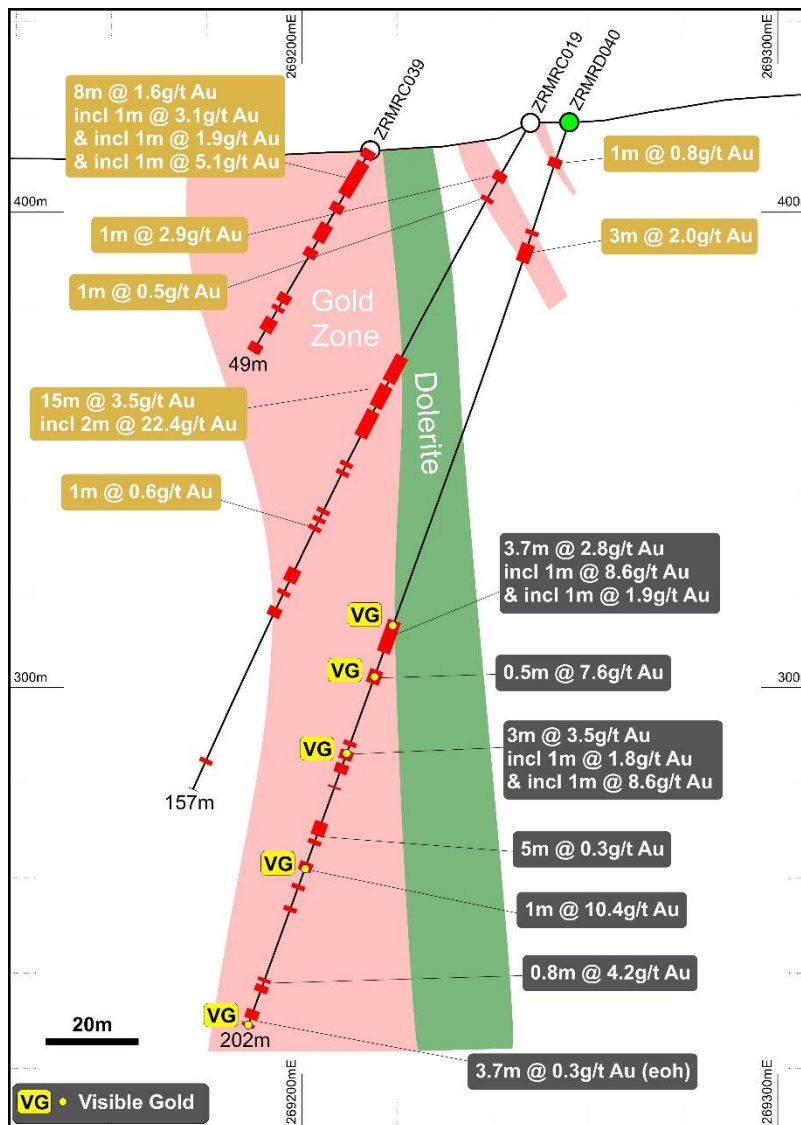 269200mE
269300mE
ZRMRC039
ZRMRC019
ZRMRD040
8m @ 1.6g/t Au
incl 1m @ 3.1g/t Au
& incl 1m @ 1.9g/t Au
& incl 1m @ 5.1g/t Au
1m @ 0.8g/t Au
400m
400m
1m @ 2.9g/t Au
3m @ 2.0g/t Au
1m @ 0.5g/t Au
Gold
Zone
49m
Dolerite
15m @ 3.5g/t Au
incl 2m @ 22.4g/t Au
1m @ 0.6g/t Au
3.7m @ 2.8g/t Au
incl 1m @ 8.6g/t Au
& incl 1m @ 1.9g/t Au
VG
VG
0.5m @ 7.6g/t Au
300m
300m
VG
3m @ 3.5g/t Au
incl 1m @ 1.8g/t Au
& incl 1m @ 8.6g/t Au
157m
5m @ 0.3g/t Au
VG
1m @ 10.4g/t Au
0.8m @ 4.2g/t Au
VG
202m
20m
3.7m @ 0.3g/t Au (eoh)
VG Visible Gold
269200mE
269300mE